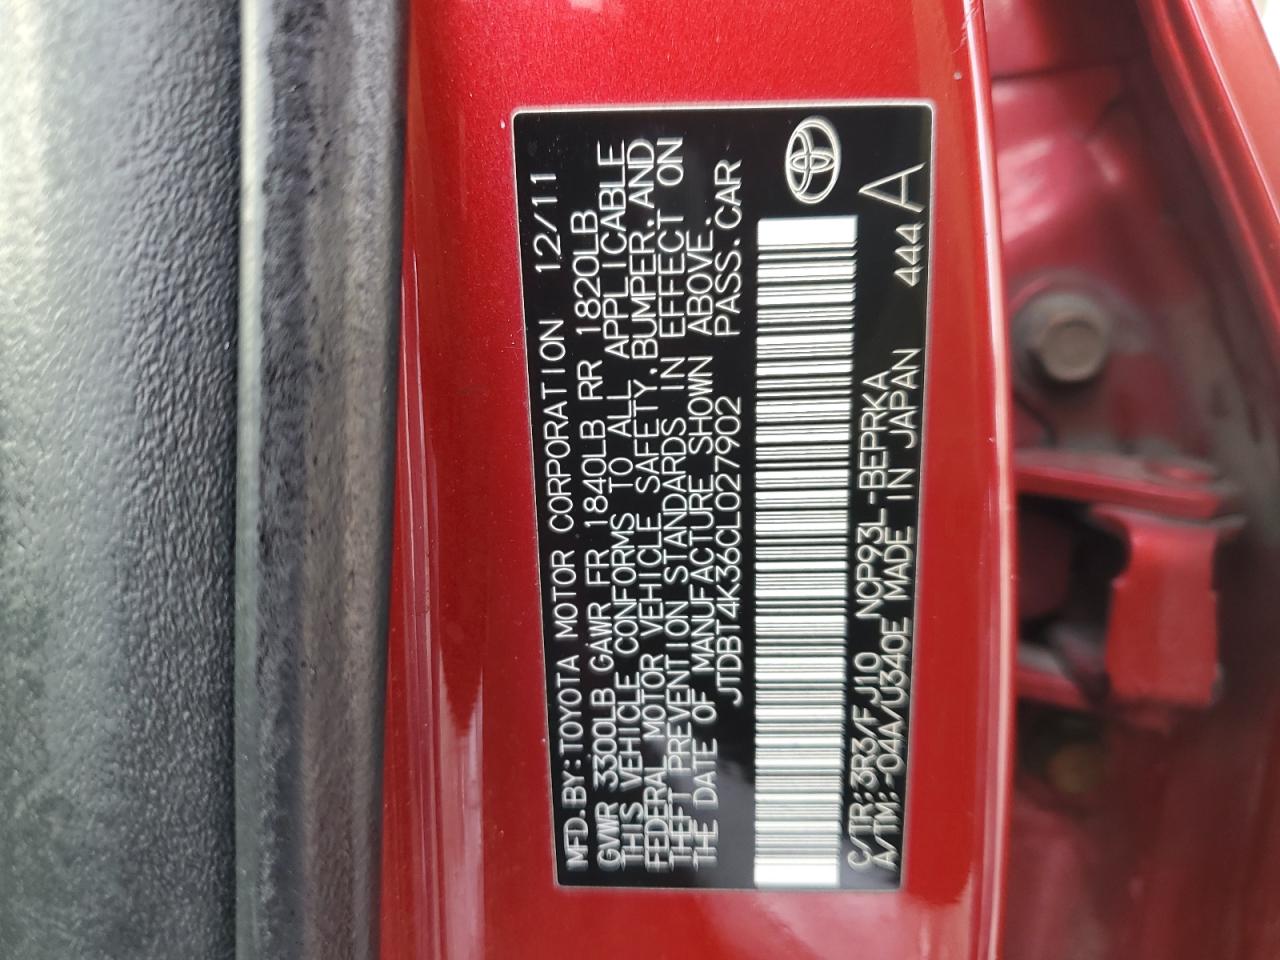 MFD.BY:TOYOTA MOTOR CORPORATION 12/11
GVWR 3300LB GAWR FR 1840LB RR 1820LB
THIS VEHICLE CONFORMS TO ALL APPLICABLE
FEDERAL MOTOR VEHICLE SAFETY,BUMPER,AND
THEFT PREVENTION STANDARDS IN EFFECT ON
THE DATE OF MANUFACTURE SHOWN ABOVE.
JTDBT4K36CL027902 PASS.CAR
C/TR:3R3/FJ10 NCP93L-BEPRKA
A/TM:-04A/U340E MADE IN JAPAN 444 A